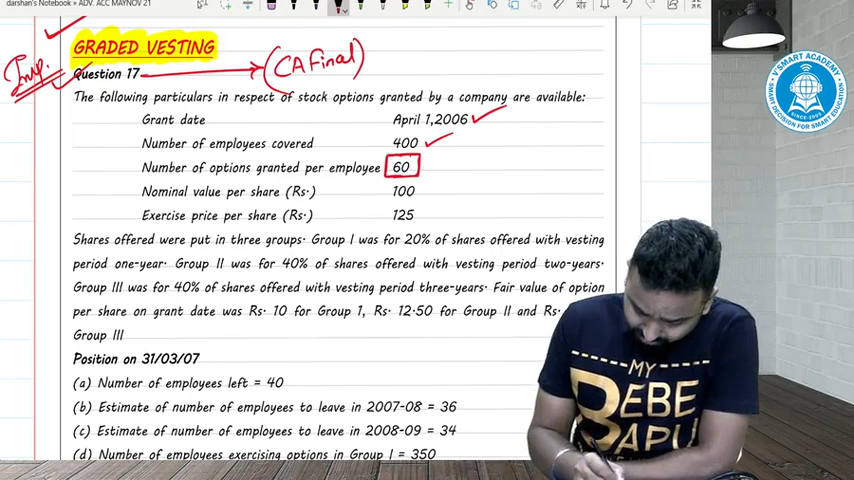 darshan's Notebook > ADV. ACC MAYNOV 21
GRADED VESTING
Imp.
Question 17
(CA Final)
The following particulars in respect of stock options granted by a company are available:
Grant date April 1,2006
Number of employees covered 400
Number of options granted per employee 60
Nominal value per share (Rs.) 100
Exercise price per share (Rs.) 125
Shares offered were put in three groups. Group I was for 20% of shares offered with vesting
period one-year. Group II was for 40% of shares offered with vesting period two-years.
Group III was for 40% of shares offered with vesting period three-years. Fair value of option
per share on grant date was Rs. 10 for Group 1, Rs. 12.50 for Group II and Rs.
Group III
Position on 31/03/07
(a) Number of employees left = 40
(b) Estimate of number of employees to leave in 2007-08 = 36
(c) Estimate of number of employees to leave in 2008-09 = 34
(d) Number of employees exercising options in Group I = 350
V'SMART ACADEMY
SINCE-2005
SMART DECISION FOR SMART EDUCATION
MY
BEBE
BAPU